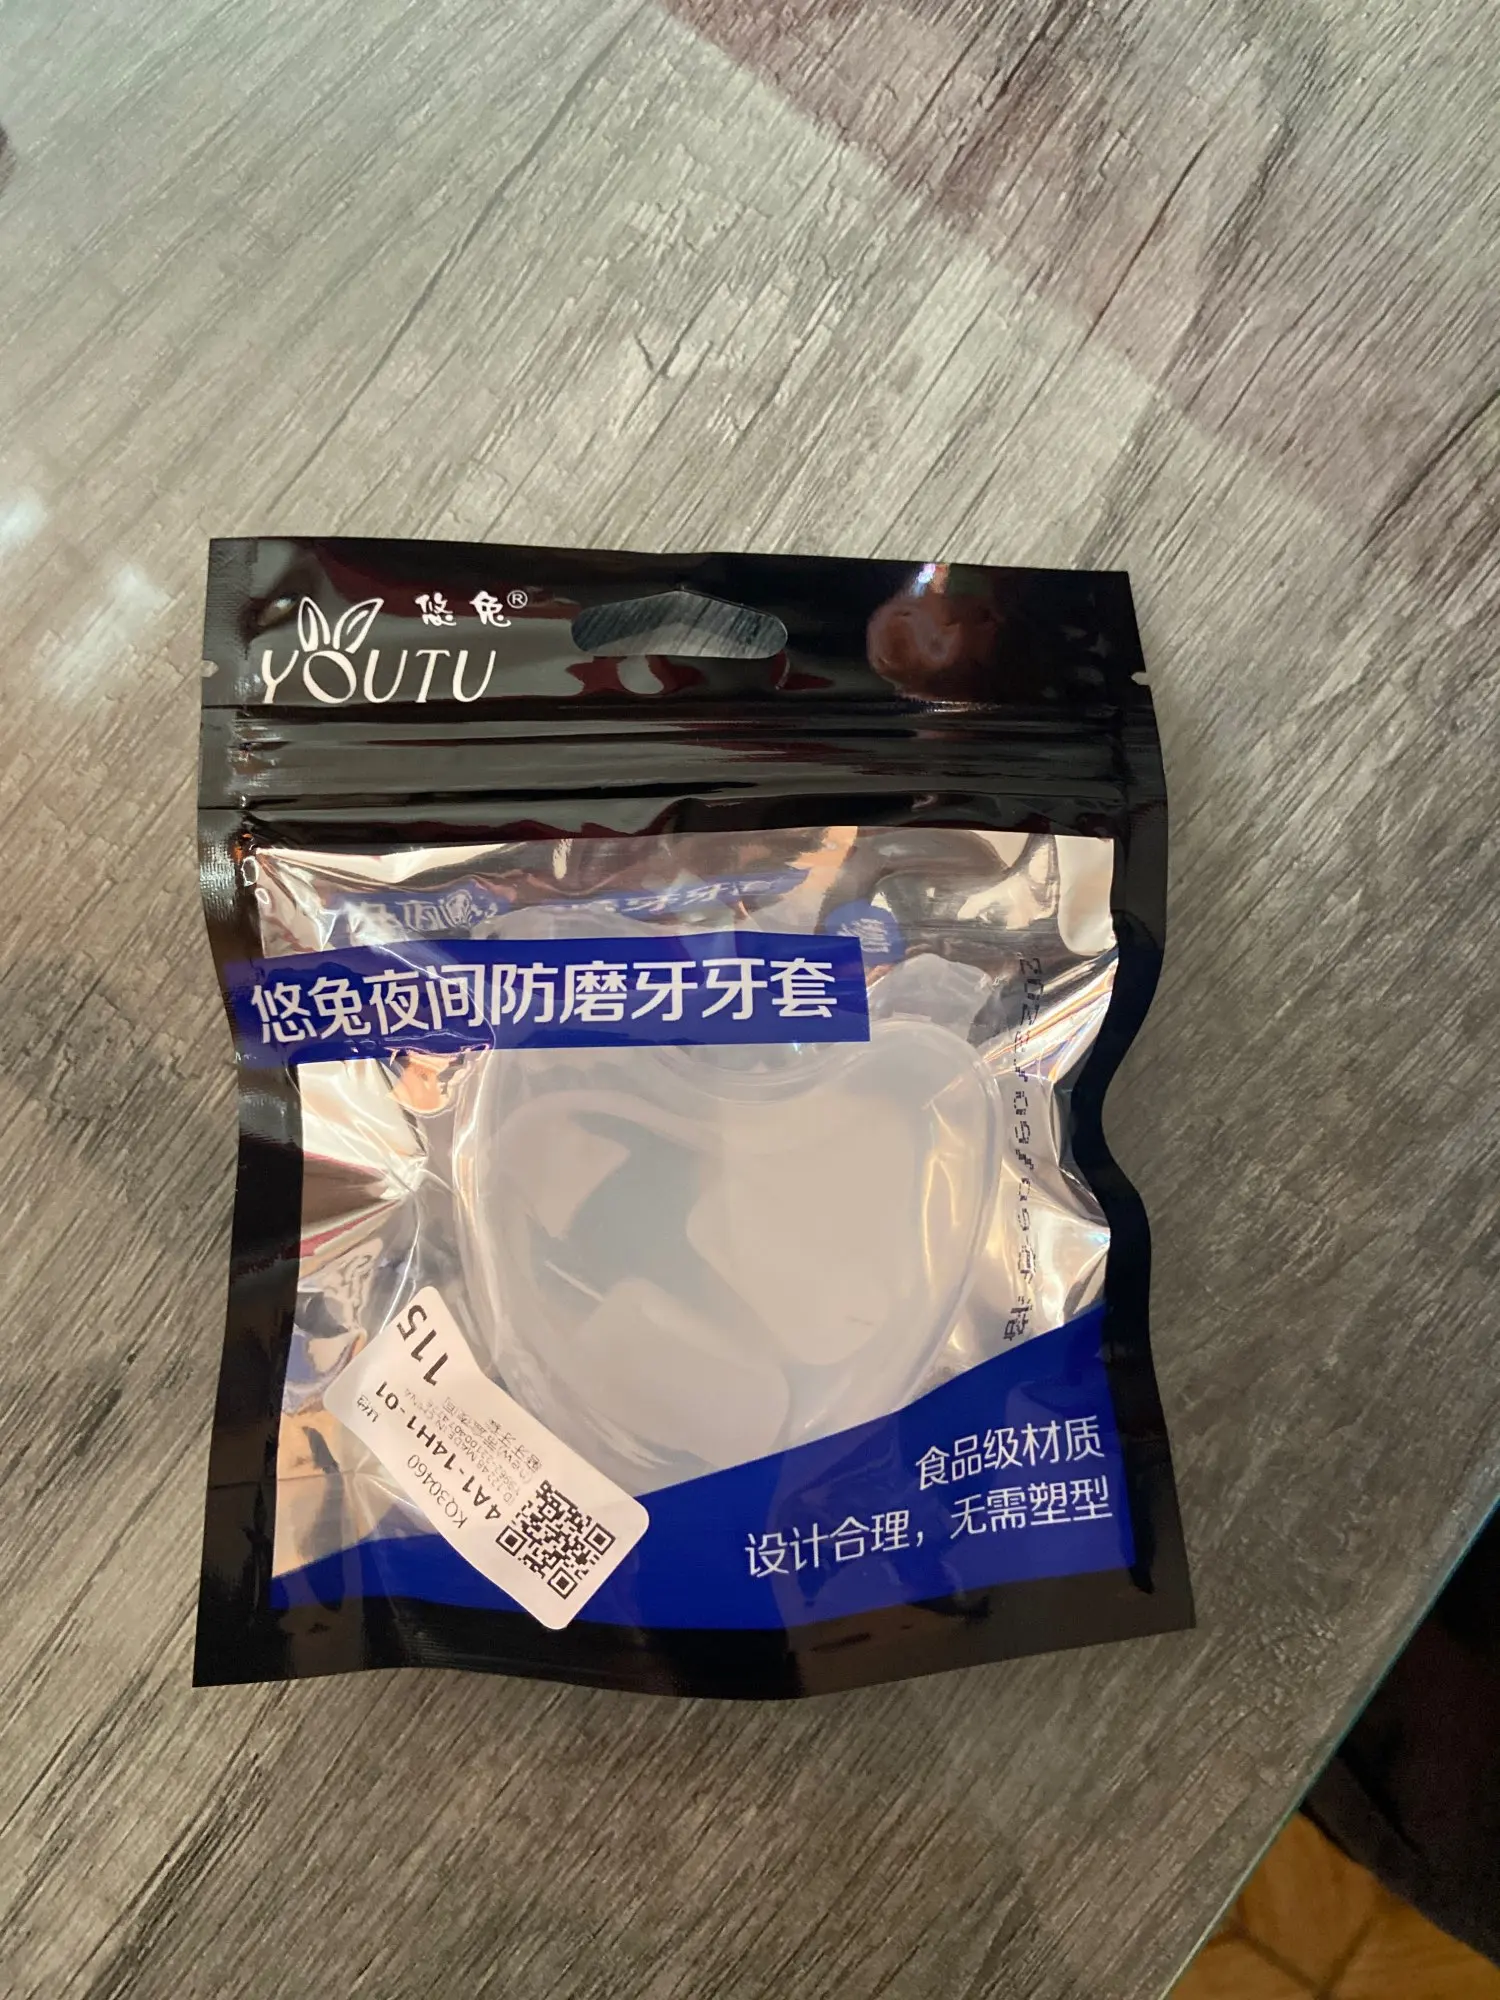 悠兔®
YOUTU
悠兔夜间防磨牙牙套
食品级材质
设计合理，无需塑型
115
4A1-14H1-01
KQ30460